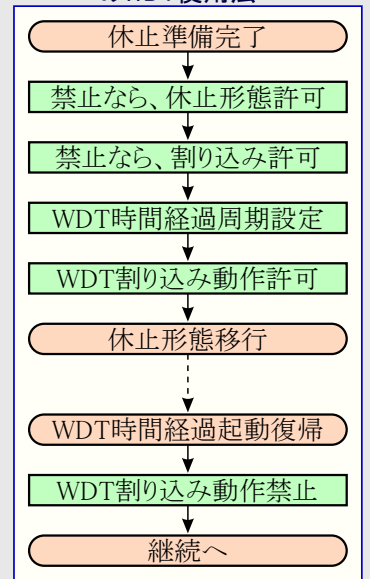 休止準備完了
禁止なら、休止形態許可
禁止なら、割り込み許可
WDT時間経過周期設定
WDT割り込み動作許可
休止形態移行
WDT時間経過起動復帰
WDT割り込み動作禁止
継続へ